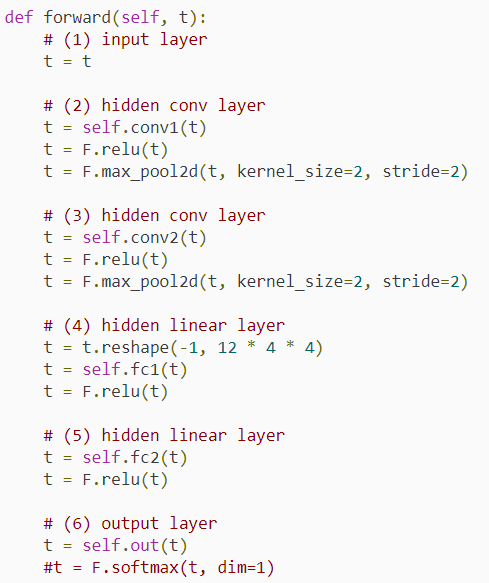 def forward(self, t):
    # (1) input layer
    t = t

    # (2) hidden conv layer
    t = self.conv1(t)
    t = F.relu(t)
    t = F.max_pool2d(t, kernel_size=2, stride=2)

    # (3) hidden conv layer
    t = self.conv2(t)
    t = F.relu(t)
    t = F.max_pool2d(t, kernel_size=2, stride=2)

    # (4) hidden linear layer
    t = t.reshape(-1, 12 * 4 * 4)
    t = self.fc1(t)
    t = F.relu(t)

    # (5) hidden linear layer
    t = self.fc2(t)
    t = F.relu(t)

    # (6) output layer
    t = self.out(t)
    #t = F.softmax(t, dim=1)